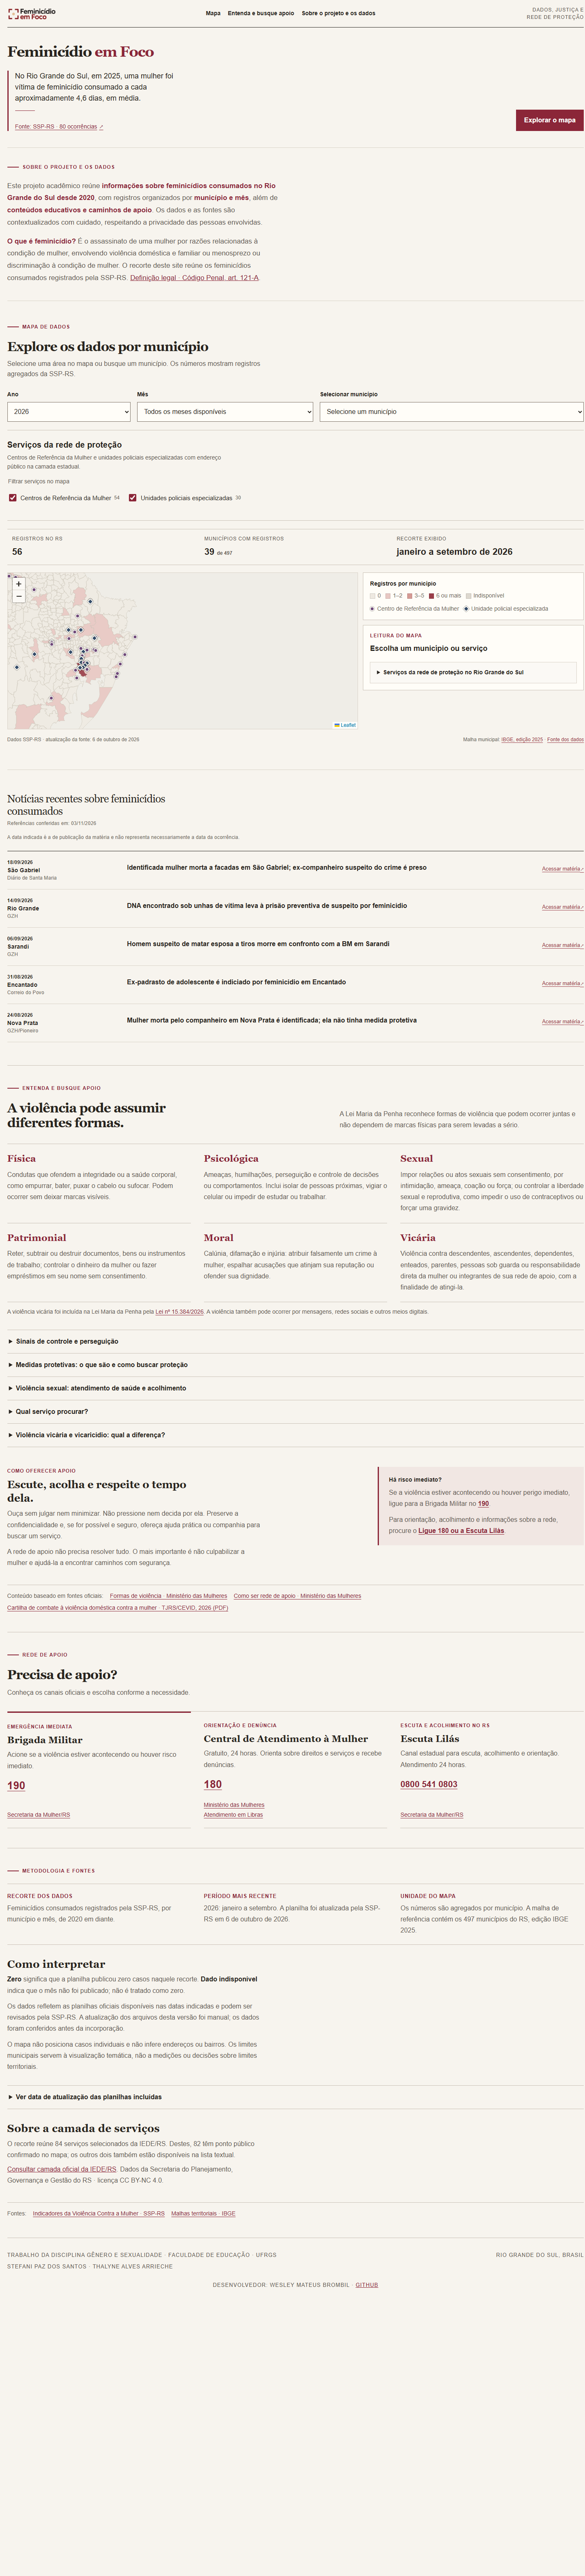 Feminicídio
em Foco
Mapa Entenda e busque apoio Sobre o projeto e os dados
DADOS, JUSTIÇA E
REDE DE PROTEÇÃO
Feminicídio em Foco
No Rio Grande do Sul, em 2025, uma mulher foi
vítima de feminicídio consumado a cada
aproximadamente 4,6 dias, em média.
Fonte: SSP-RS · 80 ocorrências ↗
Explorar o mapa
SOBRE O PROJETO E OS DADOS
Este projeto acadêmico reúne informações sobre feminicídios consumados no Rio
Grande do Sul desde 2020, com registros organizados por município e mês, além de
conteúdos educativos e caminhos de apoio. Os dados e as fontes são
contextualizados com cuidado, respeitando a privacidade das pessoas envolvidas.
O que é feminicídio? É o assassinato de uma mulher por razões relacionadas à
condição de mulher, envolvendo violência doméstica e familiar ou menosprezo ou
discriminação à condição de mulher. O recorte deste site reúne os feminicídios
consumados registrados pela SSP-RS. Definição legal · Código Penal, art. 121-A.
MAPA DE DADOS
Explore os dados por município
Selecione uma área no mapa ou busque um município. Os números mostram registros
agregados da SSP-RS.
Ano
Mês
Selecionar município
2026
Todos os meses disponíveis
Selecione um município
Serviços da rede de proteção
Centros de Referência da Mulher e unidades policiais especializadas com endereço
público na camada estadual.
Filtrar serviços no mapa
Centros de Referência da Mulher 54
Unidades policiais especializadas 30
REGISTROS NO RS
56
MUNICÍPIOS COM REGISTROS
39 de 497
RECORTE EXIBIDO
janeiro a setembro de 2026
+
−
Leaflet
Registros por município
0 1–2 3–5 6 ou mais Indisponível
Centro de Referência da Mulher Unidade policial especializada
LEITURA DO MAPA
Escolha um município ou serviço
Serviços da rede de proteção no Rio Grande do Sul
Dados SSP-RS · atualização da fonte: 6 de outubro de 2026
Malha municipal: IBGE, edição 2025 · Fonte dos dados
Notícias recentes sobre feminicídios
consumados
Referências conferidas em: 03/11/2026
A data indicada é a de publicação da matéria e não representa necessariamente a data da ocorrência.
18/09/2026
São Gabriel
Diário de Santa Maria
Identificada mulher morta a facadas em São Gabriel; ex-companheiro suspeito do crime é preso
Acessar matéria ↗
14/09/2026
Rio Grande
GZH
DNA encontrado sob unhas de vítima leva à prisão preventiva de suspeito por feminicídio
Acessar matéria ↗
06/09/2026
Sarandi
GZH
Homem suspeito de matar esposa a tiros morre em confronto com a BM em Sarandi
Acessar matéria ↗
31/08/2026
Encantado
Correio do Povo
Ex-padrasto de adolescente é indiciado por feminicídio em Encantado
Acessar matéria ↗
24/08/2026
Nova Prata
GZH/Pioneiro
Mulher morta pelo companheiro em Nova Prata é identificada; ela não tinha medida protetiva
Acessar matéria ↗
ENTENDA E BUSQUE APOIO
A violência pode assumir
diferentes formas.
A Lei Maria da Penha reconhece formas de violência que podem ocorrer juntas e
não dependem de marcas físicas para serem levadas a sério.
Física
Condutas que ofendem a integridade ou a saúde corporal,
como empurrar, bater, puxar o cabelo ou sufocar. Podem
ocorrer sem deixar marcas visíveis.
Psicológica
Ameaças, humilhações, perseguição e controle de decisões
ou comportamentos. Inclui isolar de pessoas próximas, vigiar o
celular ou impedir de estudar ou trabalhar.
Sexual
Impor relações ou atos sexuais sem consentimento, por
intimidação, ameaça, coação ou força; ou controlar a liberdade
sexual e reprodutiva, como impedir o uso de contraceptivos ou
forçar uma gravidez.
Patrimonial
Reter, subtrair ou destruir documentos, bens ou instrumentos
de trabalho; controlar o dinheiro da mulher ou fazer
empréstimos em seu nome sem consentimento.
Moral
Calúnia, difamação e injúria: atribuir falsamente um crime à
mulher, espalhar acusações que atinjam sua reputação ou
ofender sua dignidade.
Vicária
Violência contra descendentes, ascendentes, dependentes,
enteados, parentes, pessoas sob guarda ou responsabilidade
direta da mulher ou integrantes de sua rede de apoio, com a
finalidade de atingi-la.
A violência vicária foi incluída na Lei Maria da Penha pela Lei nº 15.384/2026. A violência também pode ocorrer por mensagens, redes sociais e outros meios digitais.
Sinais de controle e perseguição
Medidas protetivas: o que são e como buscar proteção
Violência sexual: atendimento de saúde e acolhimento
Qual serviço procurar?
Violência vicária e vicaricídio: qual a diferença?
COMO OFERECER APOIO
Escute, acolha e respeite o tempo
dela.
Ouça sem julgar nem minimizar. Não pressione nem decida por ela. Preserve a
confidencialidade e, se for possível e seguro, ofereça ajuda prática ou companhia para
buscar um serviço.
A rede de apoio não precisa resolver tudo. O mais importante é não culpabilizar a
mulher e ajudá-la a encontrar caminhos com segurança.
Há risco imediato?
Se a violência estiver acontecendo ou houver perigo imediato,
ligue para a Brigada Militar no 190.
Para orientação, acolhimento e informações sobre a rede,
procure o Ligue 180 ou a Escuta Lilás.
Conteúdo baseado em fontes oficiais: Formas de violência · Ministério das Mulheres Como ser rede de apoio · Ministério das Mulheres
Cartilha de combate à violência doméstica contra a mulher · TJRS/CEVID, 2026 (PDF)
REDE DE APOIO
Precisa de apoio?
Conheça os canais oficiais e escolha conforme a necessidade.
EMERGÊNCIA IMEDIATA
Brigada Militar
Acione se a violência estiver acontecendo ou houver risco
imediato.
190
Secretaria da Mulher/RS
ORIENTAÇÃO E DENÚNCIA
Central de Atendimento à Mulher
Gratuito, 24 horas. Orienta sobre direitos e serviços e recebe
denúncias.
180
Ministério das Mulheres
Atendimento em Libras
ESCUTA E ACOLHIMENTO NO RS
Escuta Lilás
Canal estadual para escuta, acolhimento e orientação.
Atendimento 24 horas.
0800 541 0803
Secretaria da Mulher/RS
METODOLOGIA E FONTES
RECORTE DOS DADOS
Feminicídios consumados registrados pela SSP-RS, por
município e mês, de 2020 em diante.
PERÍODO MAIS RECENTE
2026: janeiro a setembro. A planilha foi atualizada pela SSP-
RS em 6 de outubro de 2026.
UNIDADE DO MAPA
Os números são agregados por município. A malha de
referência contém os 497 municípios do RS, edição IBGE
2025.
Como interpretar
Zero significa que a planilha publicou zero casos naquele recorte. Dado indisponível
indica que o mês não foi publicado; não é tratado como zero.
Os dados refletem as planilhas oficiais disponíveis nas datas indicadas e podem ser
revisados pela SSP-RS. A atualização dos arquivos desta versão foi manual; os dados
foram conferidos antes da incorporação.
O mapa não posiciona casos individuais e não infere endereços ou bairros. Os limites
municipais servem à visualização temática, não a medições ou decisões sobre limites
territoriais.
Ver data de atualização das planilhas incluídas
Sobre a camada de serviços
O recorte reúne 84 serviços selecionados da IEDE/RS. Destes, 82 têm ponto público
confirmado no mapa; os outros dois também estão disponíveis na lista textual.
Consultar camada oficial da IEDE/RS. Dados da Secretaria do Planejamento,
Governança e Gestão do RS · licença CC BY-NC 4.0.
Fontes: Indicadores da Violência Contra a Mulher · SSP-RS Malhas territoriais · IBGE
TRABALHO DA DISCIPLINA GÊNERO E SEXUALIDADE · FACULDADE DE EDUCAÇÃO · UFRGS
STEFANI PAZ DOS SANTOS · THALYNE ALVES ARRIECHE
RIO GRANDE DO SUL, BRASIL
DESENVOLVEDOR: WESLEY MATEUS BROMBIL · GITHUB